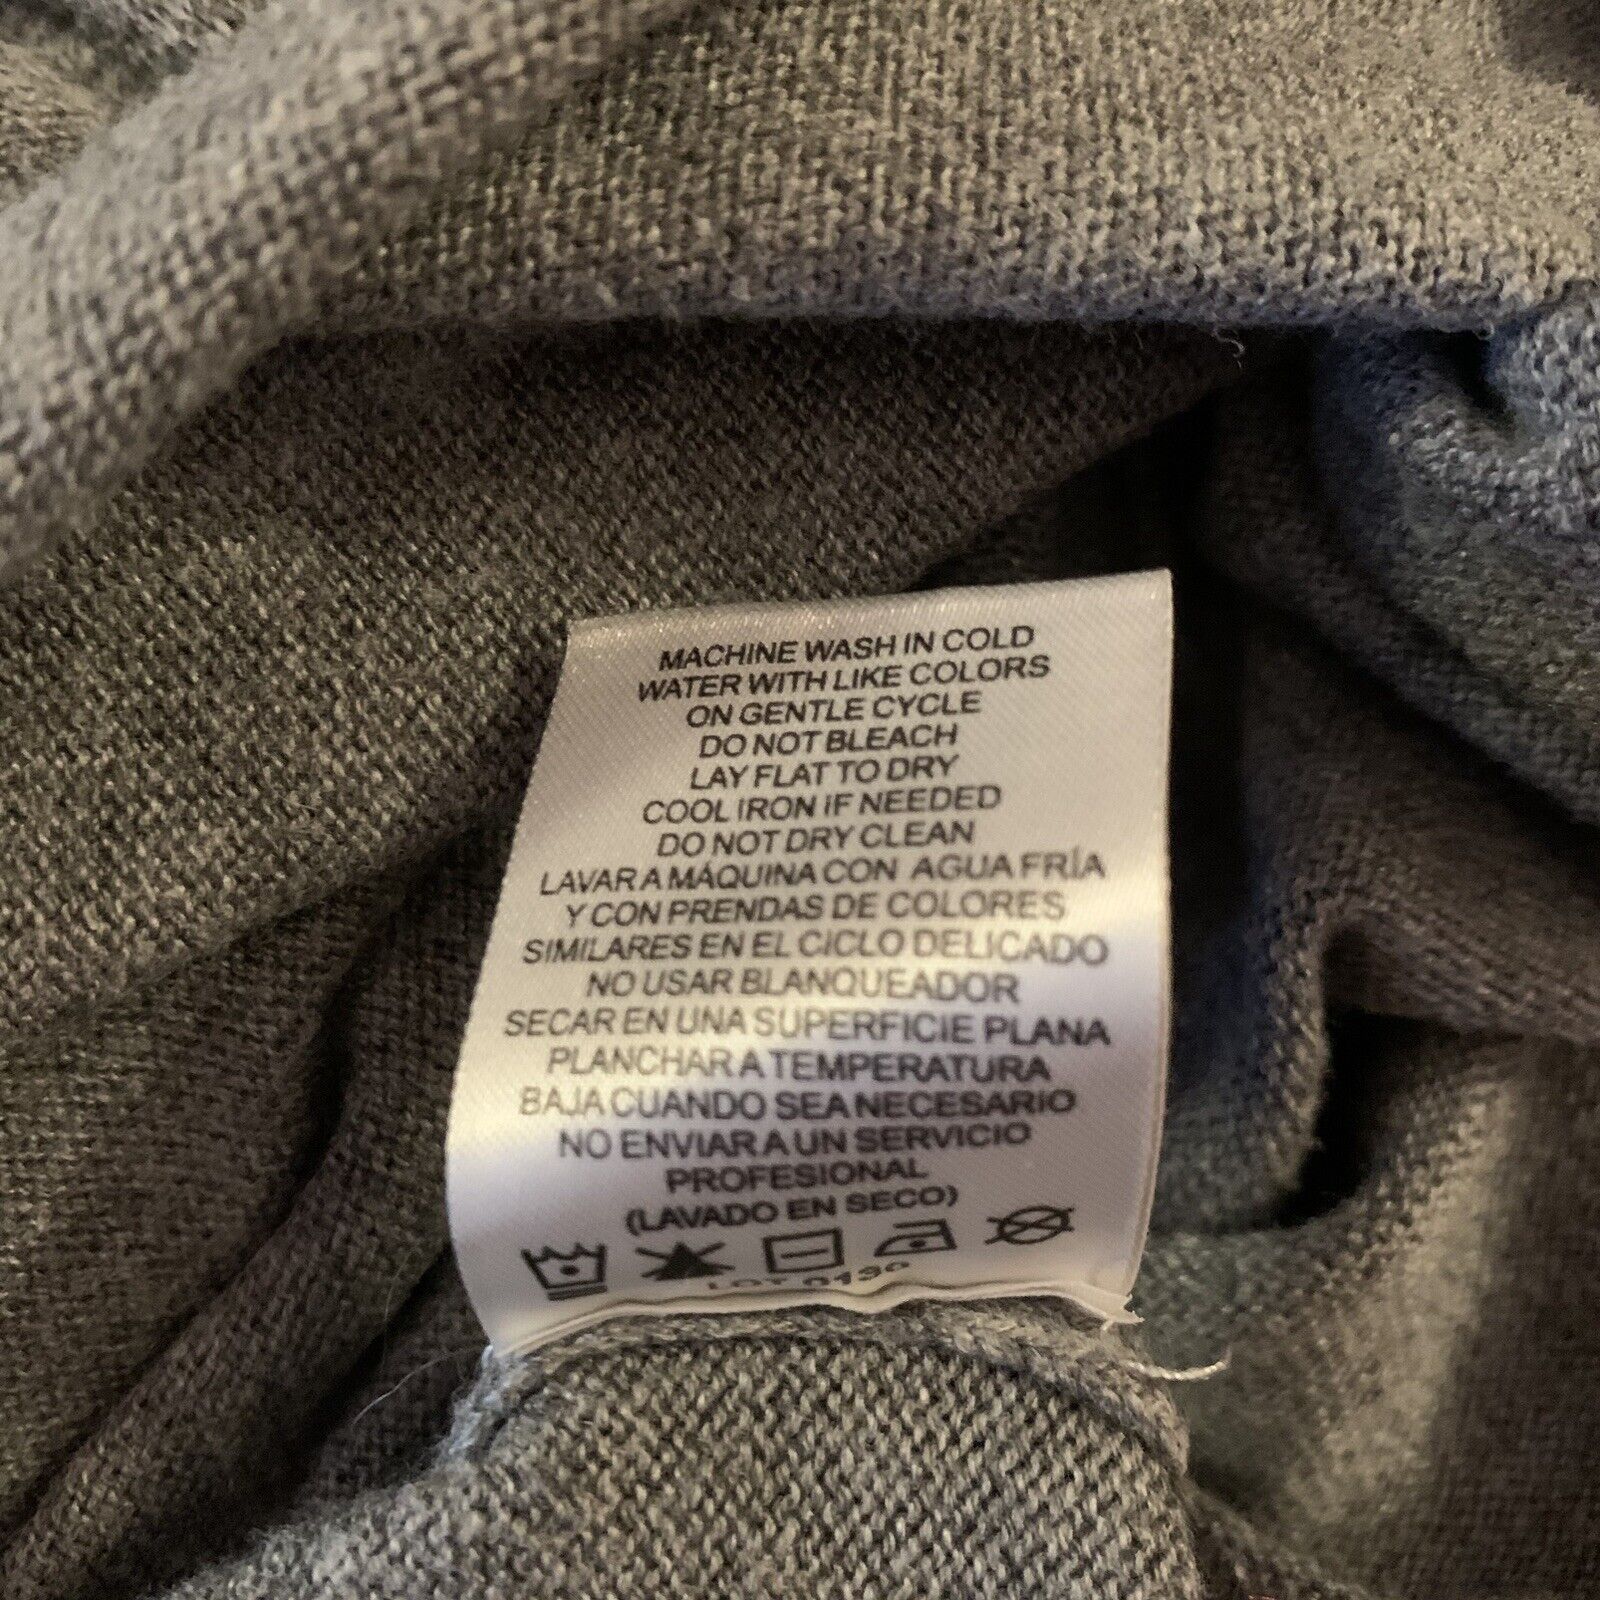 MACHINE WASH IN COLD
WATER WITH LIKE COLORS
ON GENTLE CYCLE
DO NOT BLEACH
LAY FLAT TO DRY
COOL IRON IF NEEDED
DO NOT DRY CLEAN
LAVAR A MÁQUINA CON AGUA FRÍA
Y CON PRENDAS DE COLORES
SIMILARES EN EL CICLO DELICADO
NO USAR BLANQUEADOR
SECAR EN UNA SUPERFICIE PLANA
PLANCHAR A TEMPERATURA
BAJA CUANDO SEA NECESARIO
NO ENVIAR A UN SERVICIO
PROFESIONAL
(LAVADO EN SECO)
LOT